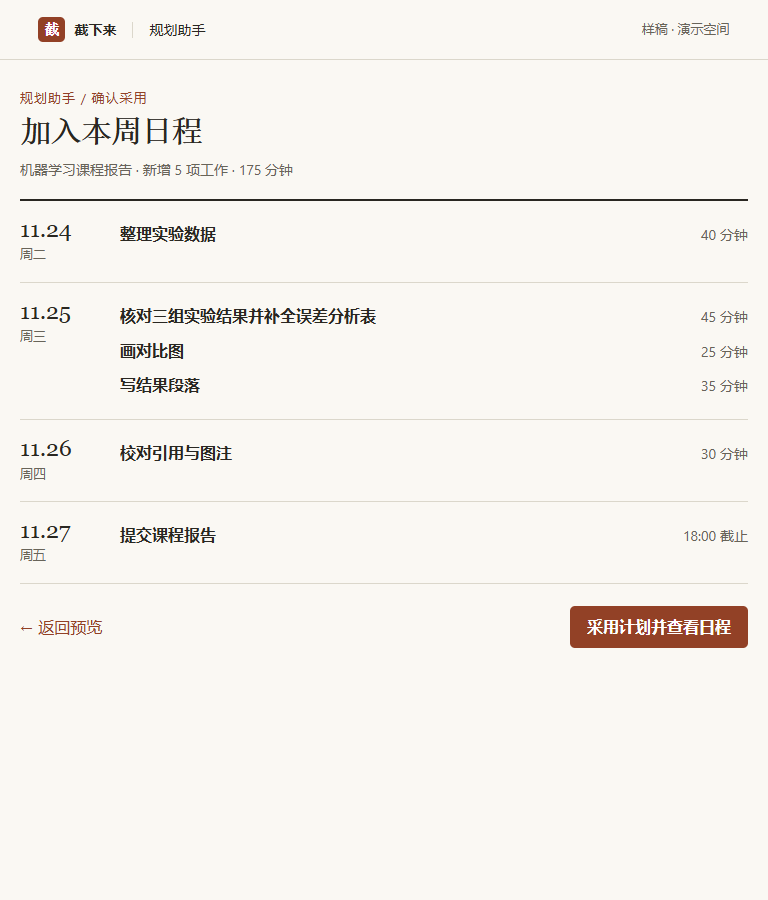 截 截下来 规划助手 样稿 · 演示空间
规划助手 / 确认采用
加入本周日程
机器学习课程报告 · 新增 5 项工作 · 175 分钟
11.24 整理实验数据 40 分钟
周二
11.25 核对三组实验结果并补全误差分析表 45 分钟
周三
画对比图 25 分钟
写结果段落 35 分钟
11.26 校对引用与图注 30 分钟
周四
11.27 提交课程报告 18:00 截止
周五
← 返回预览 采用计划并查看日程